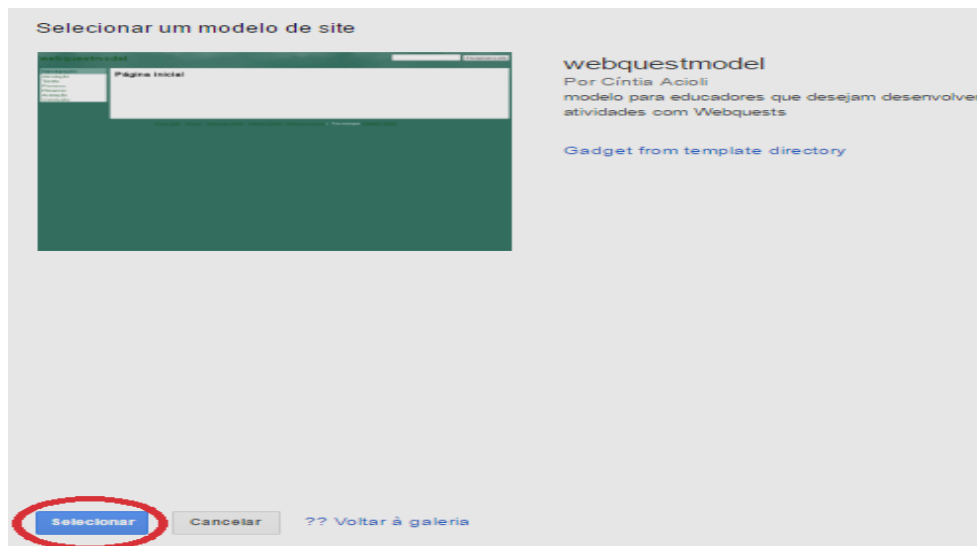 Selecionar um modelo de site
Página inicial
webquestmodel
Por Cíntia Acioli
modelo para educadores que desejam desenvolver
atividades com Webquests
Gadget from template directory
Selecionar
Cancelar
?? Voltar à galeria